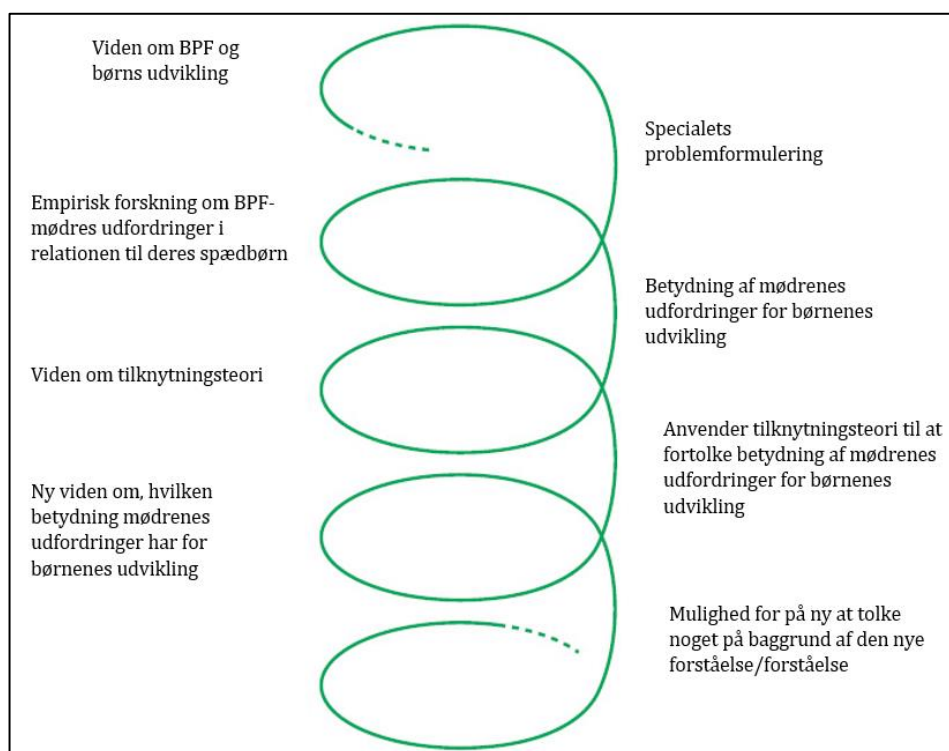 Viden om BPF og
børns udvikling
Specialets
problemformulering
Empirisk forskning om BPF-
mødres udfordringer i
relationen til deres spædbørn
Betydning af mødrenes
udfordringer for børnenes
udvikling
Viden om tilknytningsteori
Anvender tilknytningsteori til at
fortolke betydning af mødrenes
udfordringer for børnenes
udvikling
Ny viden om, hvilken
betydning mødrenes
udfordringer har for
børnenes udvikling
Mulighed for på ny at tolke
noget på baggrund af den nye
forståelse/forståelse